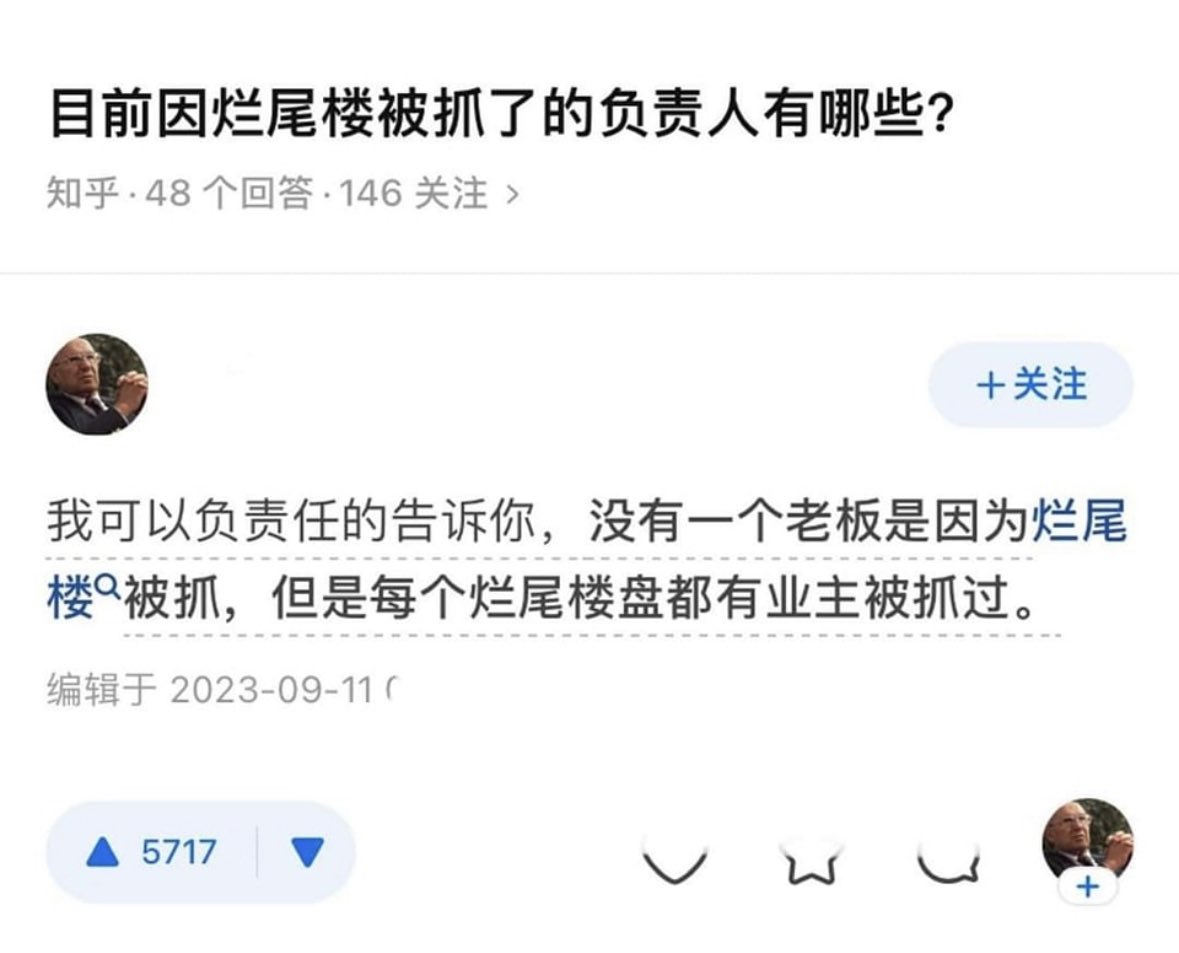 目前因烂尾楼被抓了的负责人有哪些？
知乎 · 48 个回答 · 146 关注 >
+关注
我可以负责任的告诉你，没有一个老板是因为烂尾
楼被抓，但是每个烂尾楼盘都有业主被抓过。
编辑于 2023-09-11
5717